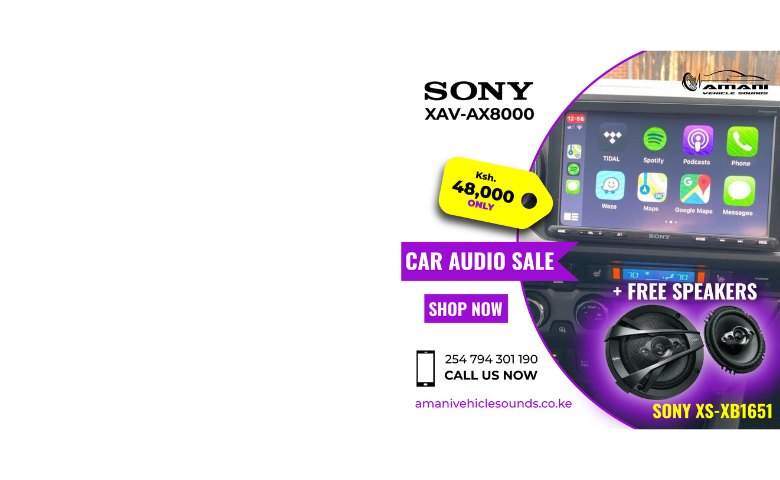 SONY
XAV-AX8000
Ksh.
48,000
ONLY
CAR AUDIO SALE
SHOP NOW
254 794 301 190
CALL US NOW
amanivehiclesounds.co.ke
AMANI
VEHICLE SOUNDS
12:56
TIDAL
Spotify
Podcasts
Phone
Waze
Maps
Google Maps
Messages
SONY
+ FREE SPEAKERS
SONY XS-XB1651